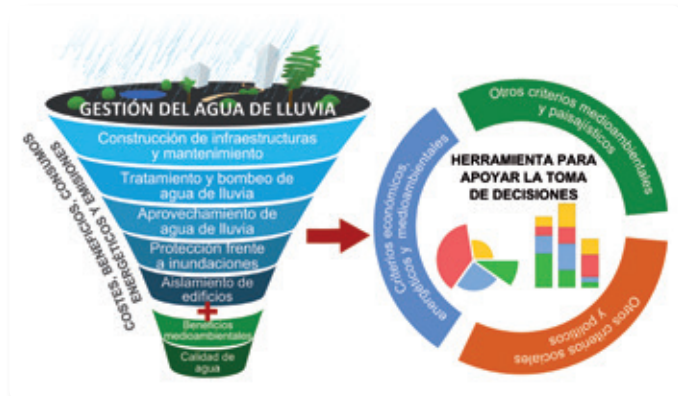 GESTIÓN DEL AGUA DE LLUVIA
Construcción de infraestructuras
y mantenimiento
Tratamiento y bombeo de
agua de lluvia
Aprovechamiento de
agua de lluvia
Protección frente
a inundaciones
Aislamiento de
edificios
+
Beneficios
medioambientales
Calidad de
agua
COSTES, BENEFICIOS, CONSUMOS
ENERGÉTICOS Y EMISIONES
Criterios económicos,
energéticos y medioambientales
Otros criterios medioambientales
y paisajísticos
HERRAMIENTA PARA
APOYAR LA TOMA
DE DECISIONES
Otros criterios sociales
y políticos